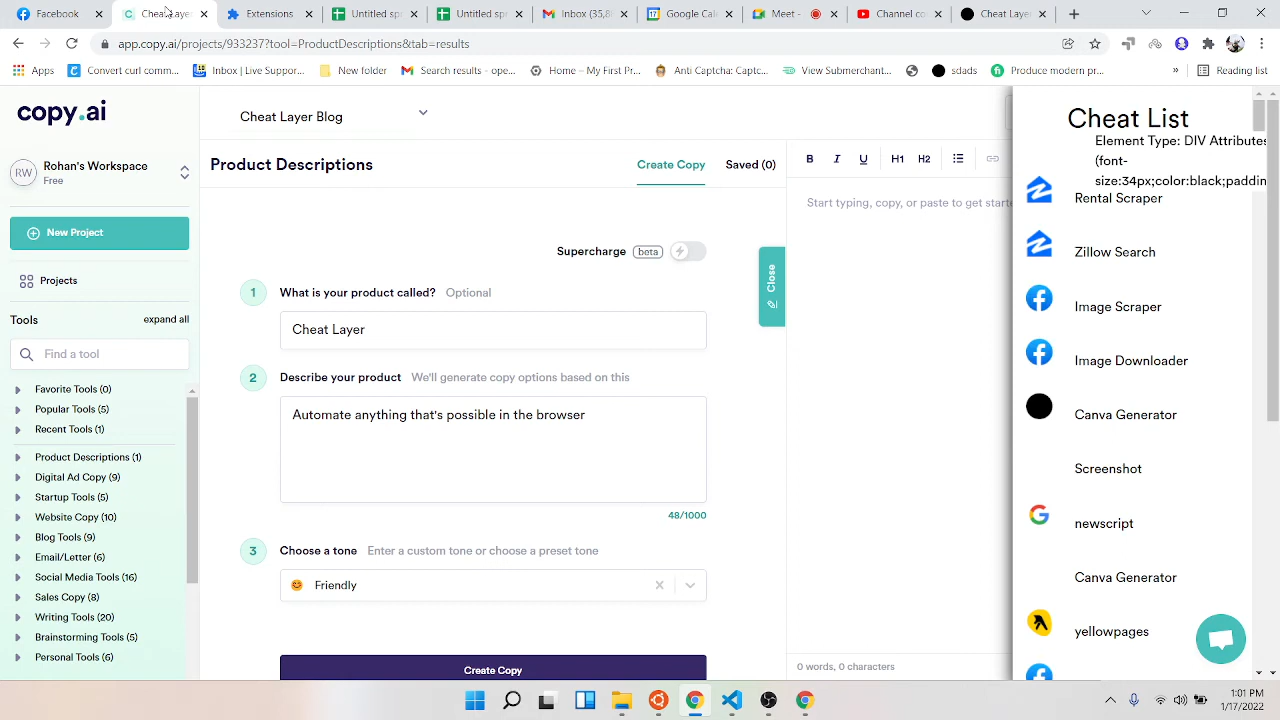 Facebook
Cheat Laye
Extensions
Untitled sp
Untitled sp
Inbox (35,0
Google Cale
Meet -
Channel co
Cheat Laye
app.copy.ai/projects/933237?tool=ProductDescriptions&tab=results
Apps
Convert curl comm...
Inbox | Live Suppo...
New folder
Search results - ope...
Home – My First Pr...
Anti Captcha: Captc...
View Submerchant...
sdads
Produce modern p...
»
Reading list
copy.ai
Cheat Layer Blog
RW
Rohan's Workspace
Free
New Project
Projects
Tools
expand all
Find a tool
Favorite Tools (0)
Popular Tools (5)
Recent Tools (1)
Product Descriptions (1)
Digital Ad Copy (9)
Startup Tools (5)
Website Copy (10)
Blog Tools (9)
Email/Letter (6)
Social Media Tools (16)
Sales Copy (8)
Writing Tools (20)
Brainstorming Tools (5)
Personal Tools (6)
Product Descriptions
Create Copy
Saved (0)
Supercharge beta
1 What is your product called? Optional
Cheat Layer
2 Describe your product We'll generate copy options based on this
Automate anything that's possible in the browser
48/1000
3 Choose a tone Enter a custom tone or choose a preset tone
Friendly
Create Copy
Close
B I U H1 H2
Start typing, copy, or paste to get starte
0 words, 0 characters
Cheat List
Element Type: DIV Attributes
(font-
size:34px;color:black;paddin
Rental Scraper
Zillow Search
Image Scraper
Image Downloader
Canva Generator
Screenshot
newscript
Canva Generator
yellowpages
1:01 PM
1/17/2022